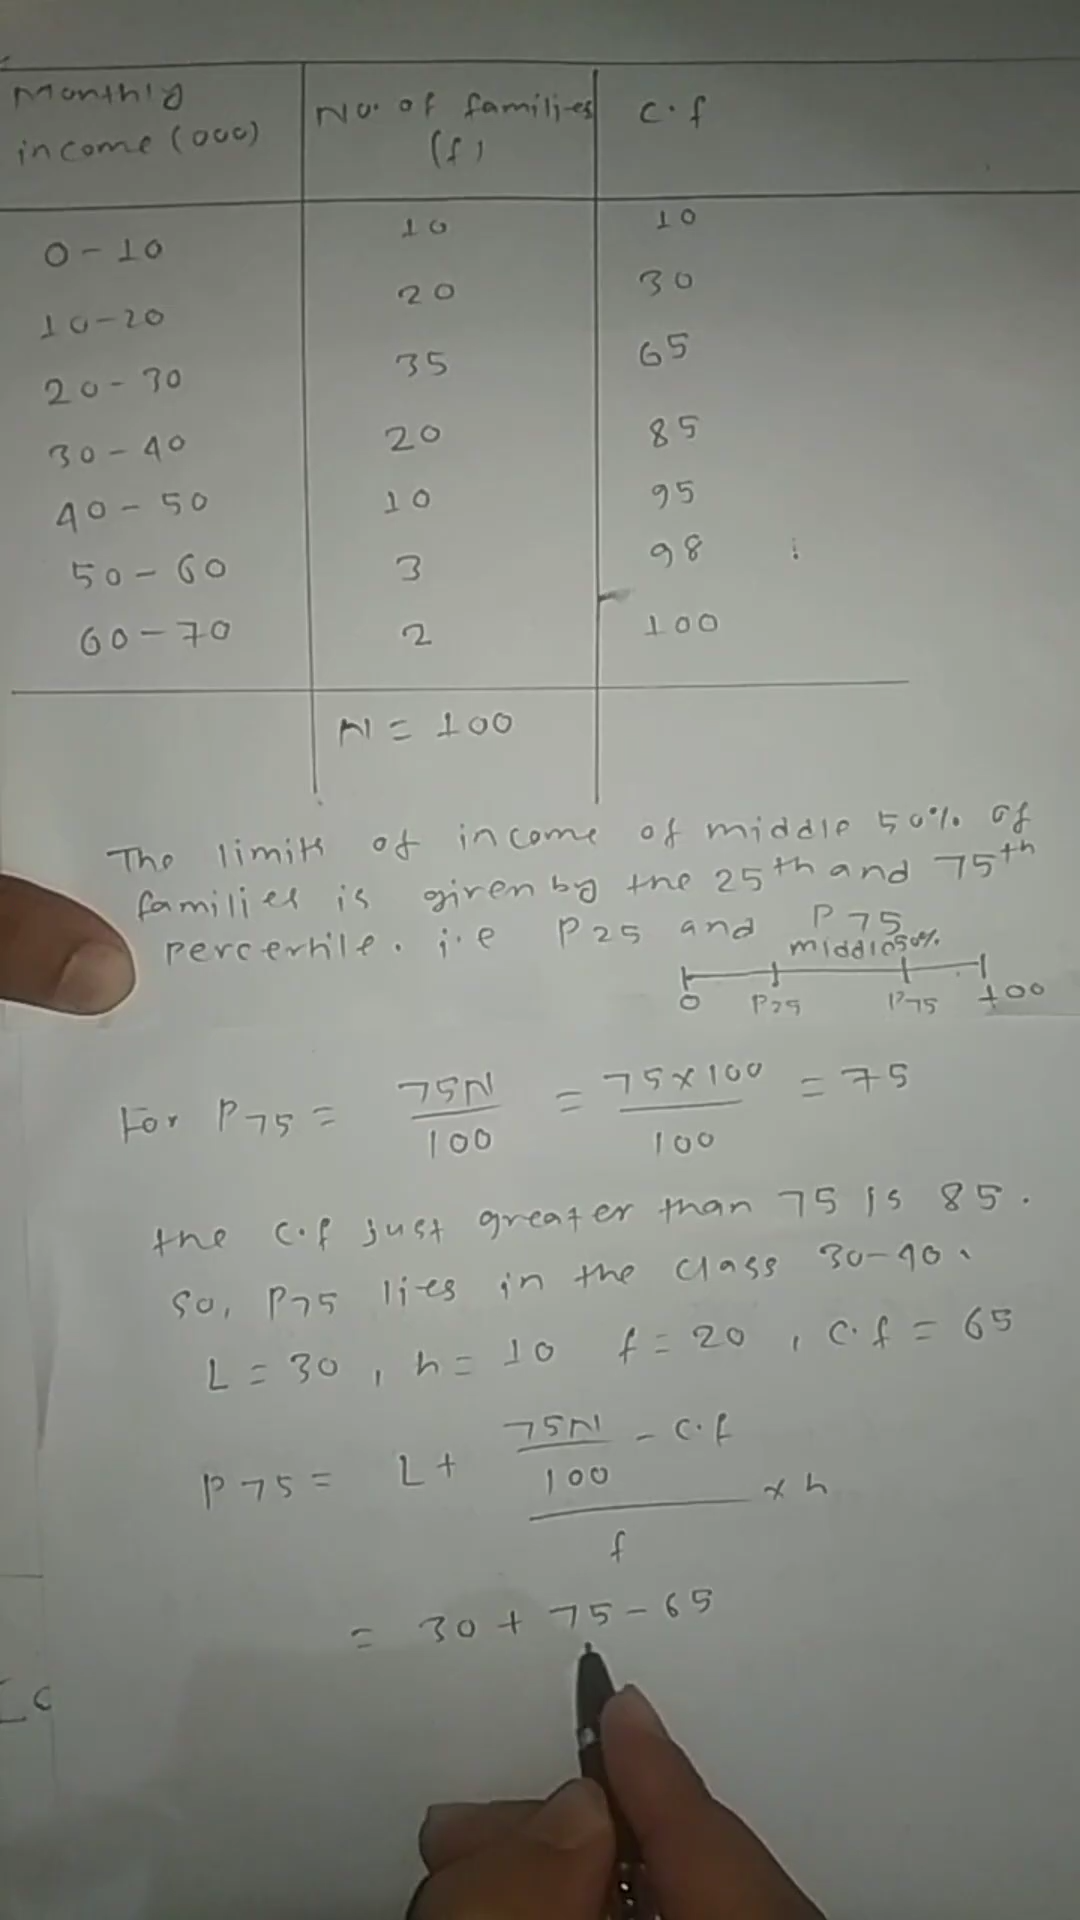 Monthly income (000) No. of families (f) c.f
0-10 10 10
10-20 20 30
20-30 35 65
30-40 20 85
40-50 10 95
50-60 3 98
60-70 2 100
N = 100
The limits of income of middle 50% of
families is given by the 25th and 75th
percentile. i.e P25 and P75
middle 50%
0 P25 P75 100
For P75 = 75N/100 = 75×100/100 = 75
the c.f just greater than 75 is 85.
So, P75 lies in the class 30-40.
L = 30, h = 10 f = 20, c.f = 65
P75 = L + (75N/100 - c.f)/f × h
= 30 + 75-65